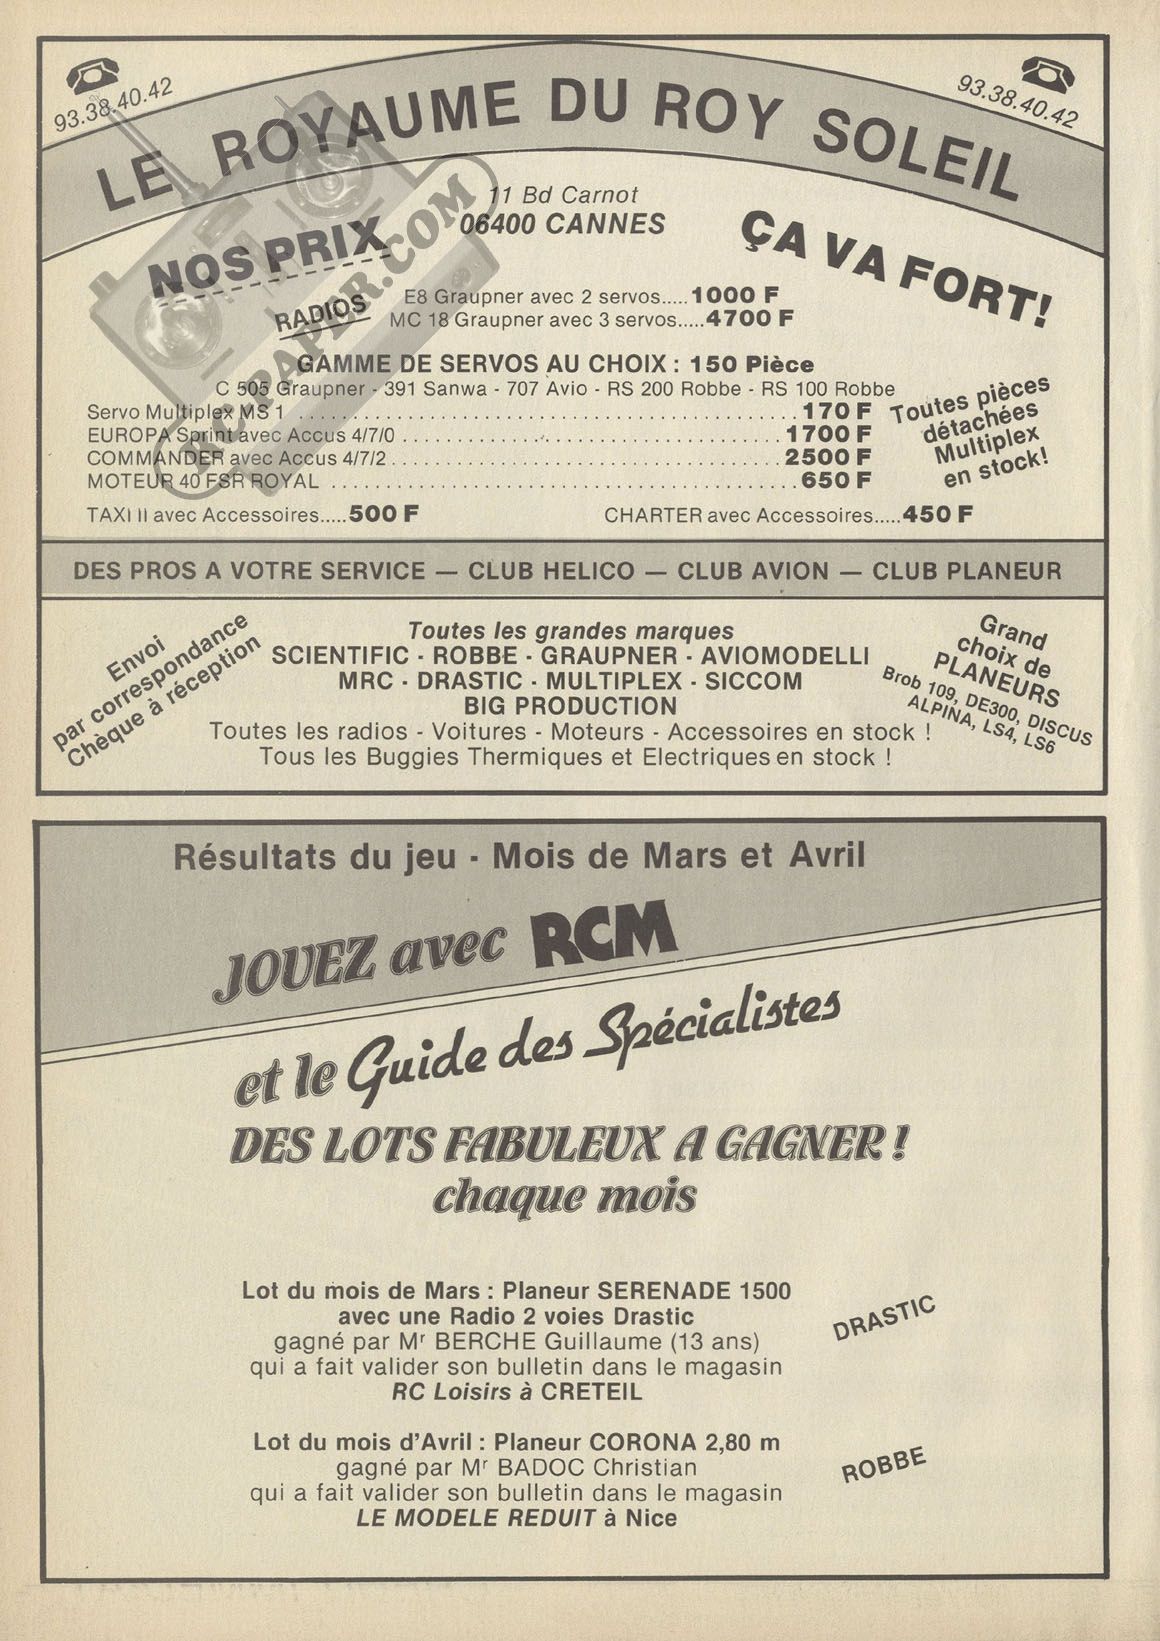 93.38.40.42
93.38.40.42
LE ROYAUME DU ROY SOLEIL
11 Bd Carnot
06400 CANNES
NOS PRIX
ÇA VA FORT!
RADIOS
E8 Graupner avec 2 servos.....1000 F
MC 18 Graupner avec 3 servos.....4700 F
GAMME DE SERVOS AU CHOIX : 150 Pièce
C 505 Graupner - 391 Sanwa - 707 Avio - RS 200 Robbe - RS 100 Robbe
Servo Multiplex MS 1 ........ 170 F
EUROPA Sprint avec Accus 4/7/0 ........ 1700 F
COMMANDER avec Accus 4/7/2 ........ 2500 F
MOTEUR 40 FSR ROYAL ........ 650 F
Toutes pièces
détachées
Multiplex
en stock!
TAXI II avec Accessoires.....500 F
CHARTER avec Accessoires.....450 F
RC-PAPER.COM
DES PROS A VOTRE SERVICE — CLUB HELICO — CLUB AVION — CLUB PLANEUR
Envoi
par correspondance
Chèque à réception
Toutes les grandes marques
SCIENTIFIC - ROBBE - GRAUPNER - AVIOMODELLI
MRC - DRASTIC - MULTIPLEX - SICCOM
BIG PRODUCTION
Toutes les radios - Voitures - Moteurs - Accessoires en stock !
Tous les Buggies Thermiques et Electriques en stock !
Grand
choix de
PLANEURS
Brob 109, DE300, DISCUS
ALPINA, LS4, LS6
Résultats du jeu - Mois de Mars et Avril
JOUEZ avec RCM
et le Guide des Spécialistes
DES LOTS FABULEUX A GAGNER !
chaque mois
Lot du mois de Mars : Planeur SERENADE 1500
avec une Radio 2 voies Drastic
gagné par Mr BERCHE Guillaume (13 ans)
qui a fait valider son bulletin dans le magasin
RC Loisirs à CRETEIL
DRASTIC
Lot du mois d'Avril : Planeur CORONA 2,80 m
gagné par Mr BADOC Christian
qui a fait valider son bulletin dans le magasin
LE MODELE REDUIT à Nice
ROBBE